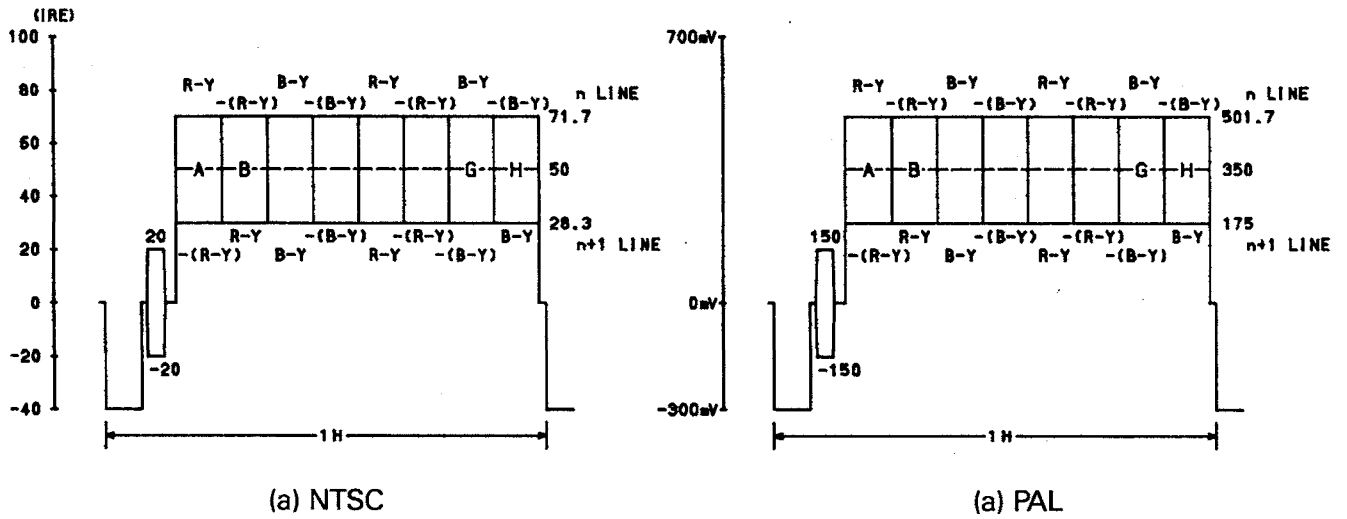 (IRE)
100
80
60
40
20
0
-20
-40
R-Y B-Y R-Y B-Y
-(R-Y) -(B-Y) -(R-Y) -(B-Y)
n LINE
71.7
A B G H
50
28.3
n+1 LINE
R-Y -(B-Y) -(R-Y) B-Y
-(R-Y) B-Y R-Y -(B-Y)
20
-20
1H
(a) NTSC
700mV
0mV
-300mV
R-Y B-Y R-Y B-Y
-(R-Y) -(B-Y) -(R-Y) -(B-Y)
n LINE
501.7
A B G H
350
175
n+1 LINE
R-Y -(B-Y) -(R-Y) B-Y
-(R-Y) B-Y R-Y -(B-Y)
150
-150
1H
(a) PAL